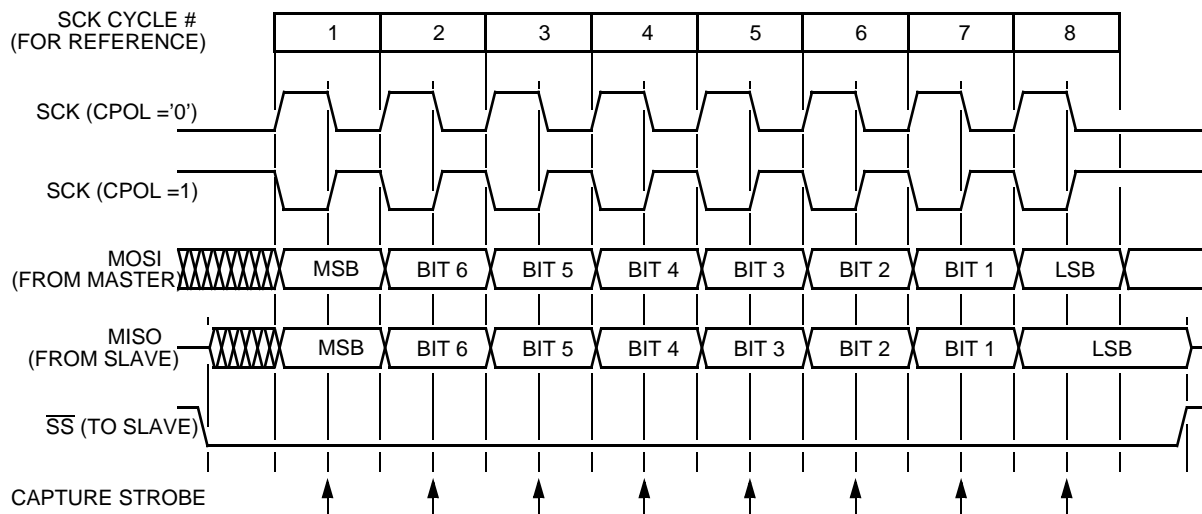 SCK CYCLE #
(FOR REFERENCE)
1 2 3 4 5 6 7 8
SCK (CPOL ='0')
SCK (CPOL =1)
MOSI
(FROM MASTER)
MSB BIT 6 BIT 5 BIT 4 BIT 3 BIT 2 BIT 1 LSB
MISO
(FROM SLAVE)
MSB BIT 6 BIT 5 BIT 4 BIT 3 BIT 2 BIT 1 LSB
S̅S̅ (TO SLAVE)
CAPTURE STROBE